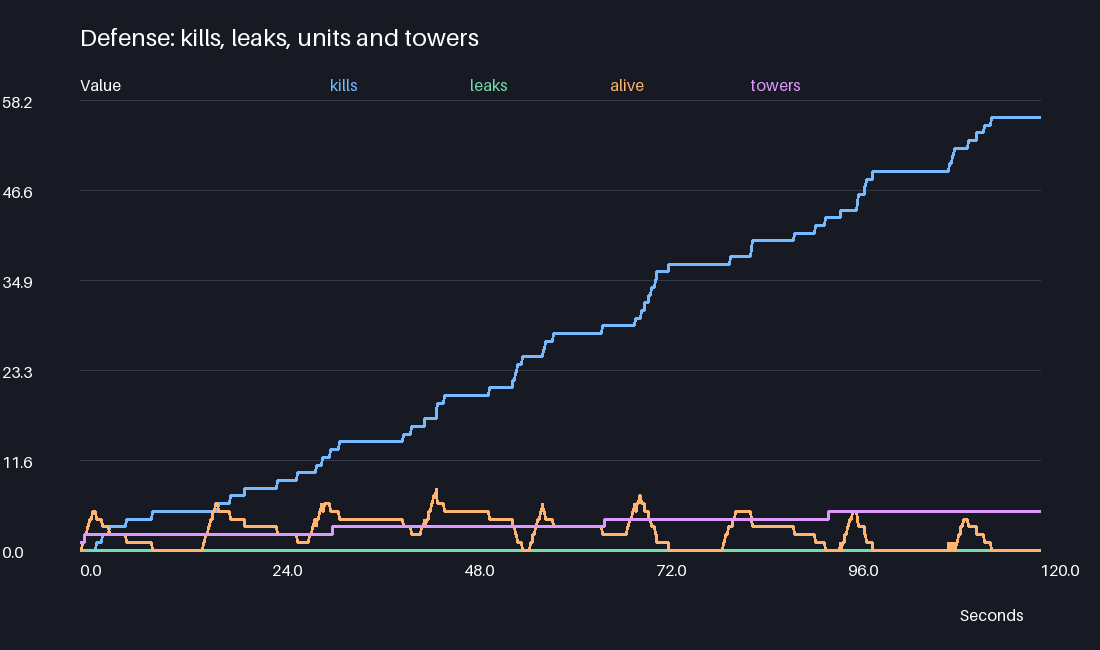 Defense: kills, leaks, units and towers
Value kills leaks alive towers
58.2
46.6
34.9
23.3
11.6
0.0
0.0 24.0 48.0 72.0 96.0 120.0
Seconds